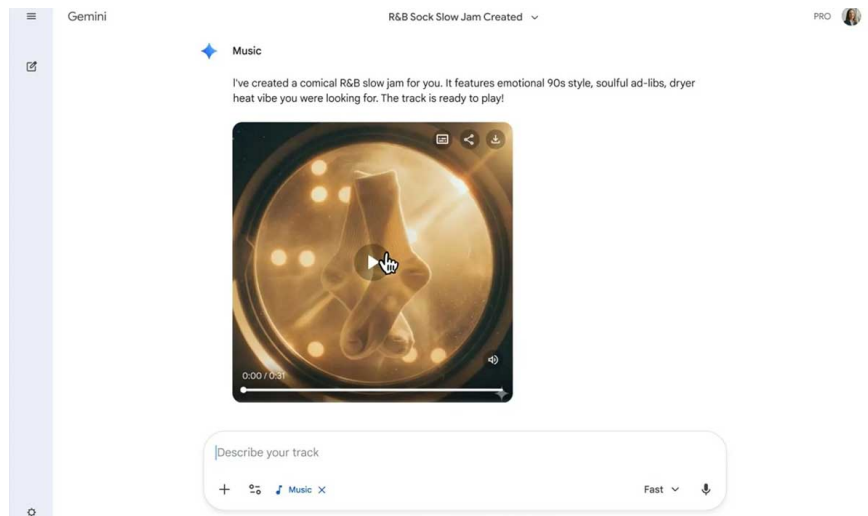 Gemini
R&B Sock Slow Jam Created
PRO
Music
I've created a comical R&B slow jam for you. It features emotional 90s style, soulful ad-libs, dryer
heat vibe you were looking for. The track is ready to play!
0:00 / 0:31
Describe your track
Music
Fast